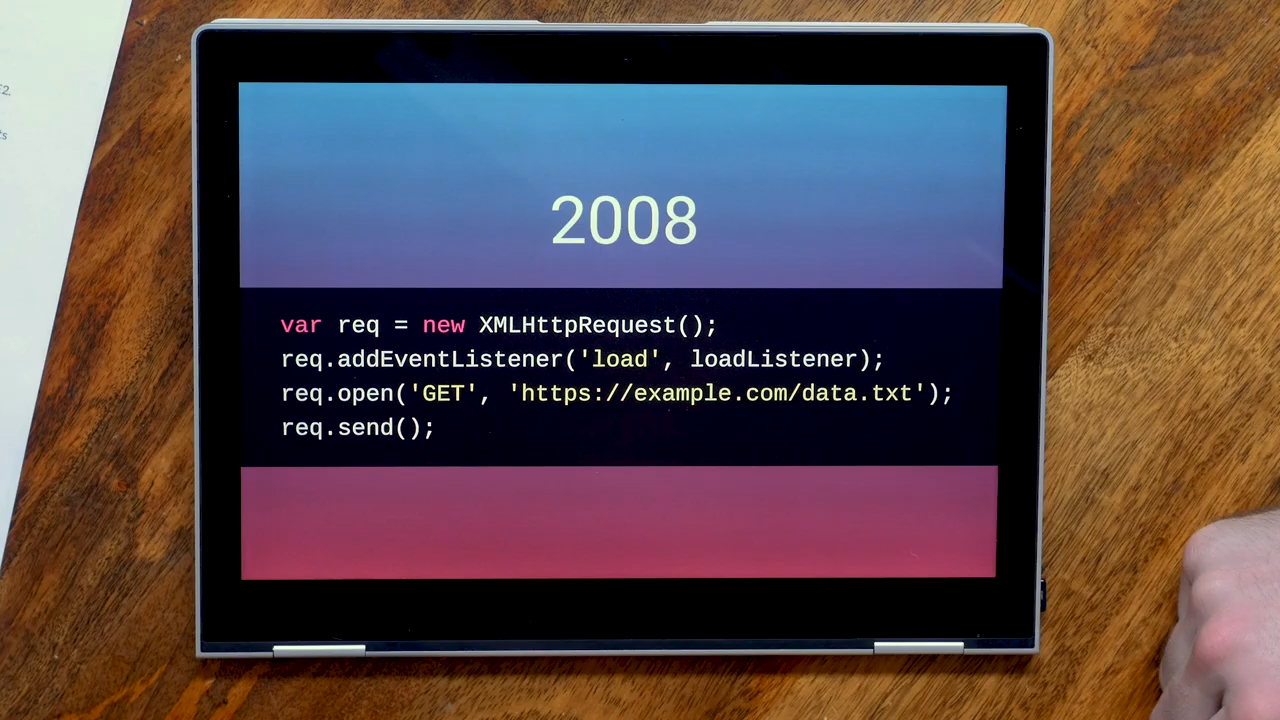 2008
var req = new XMLHttpRequest();
req.addEventListener('load', loadListener);
req.open('GET', 'https://example.com/data.txt');
req.send();